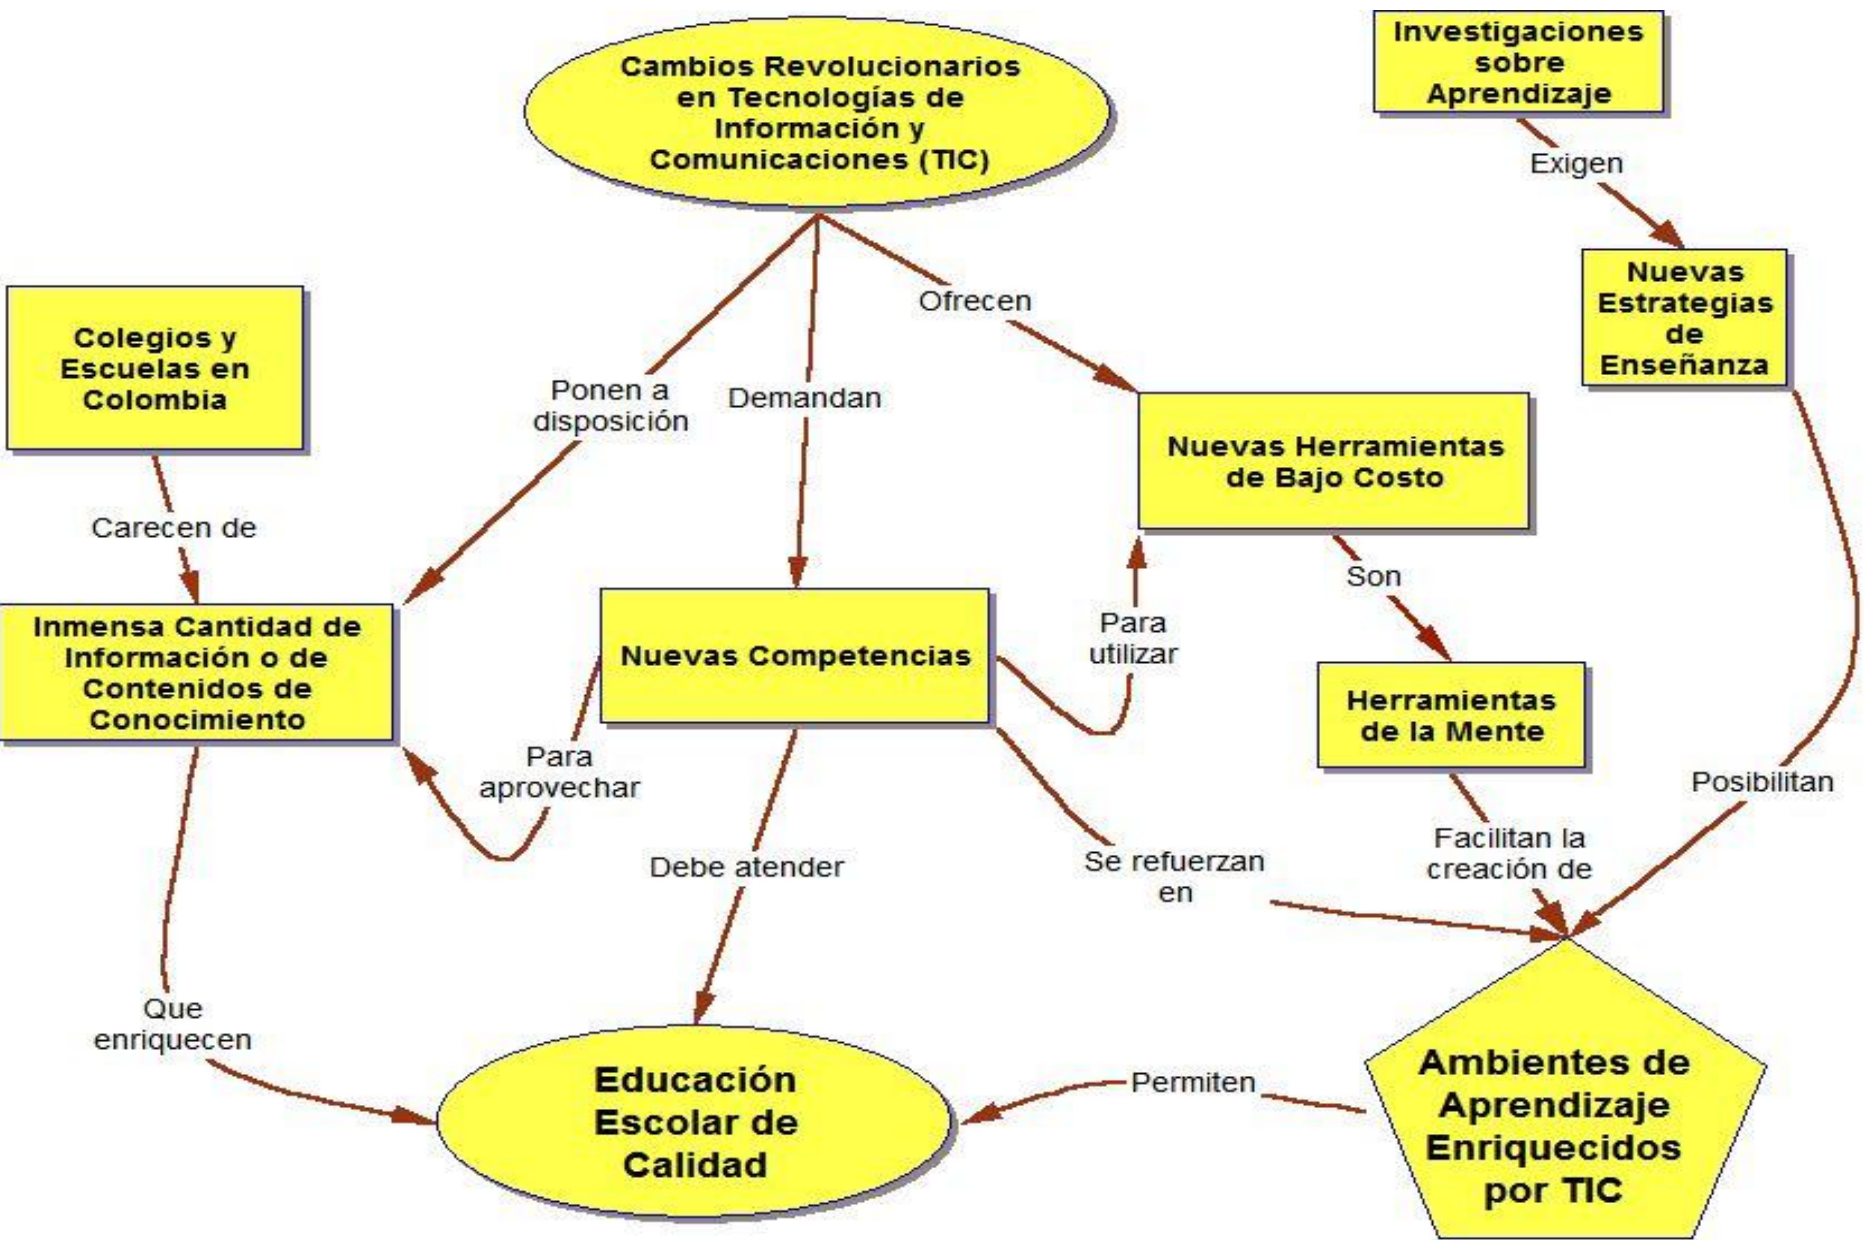 Cambios Revolucionarios
en Tecnologías de
Información y
Comunicaciones (TIC)
Investigaciones
sobre
Aprendizaje
Exigen
Nuevas
Estrategias
de
Enseñanza
Colegios y
Escuelas en
Colombia
Ofrecen
Ponen a
disposición
Demandan
Nuevas Herramientas
de Bajo Costo
Carecen de
Son
Inmensa Cantidad de
Información o de
Contenidos de
Conocimiento
Nuevas Competencias
Para
utilizar
Herramientas
de la Mente
Para
aprovechar
Posibilitan
Debe atender
Se refuerzan
en
Facilitan la
creación de
Que
enriquecen
Educación
Escolar de
Calidad
Permiten
Ambientes de
Aprendizaje
Enriquecidos
por TIC